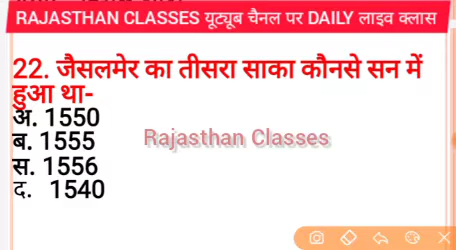 RAJASTHAN CLASSES यूट्यूब चैनल पर DAILY लाइव क्लास
22. जैसलमेर का तीसरा साका कौनसे सन में
हुआ था-
अ. 1550
ब. 1555
Rajasthan Classes
स. 1556
द. 1540